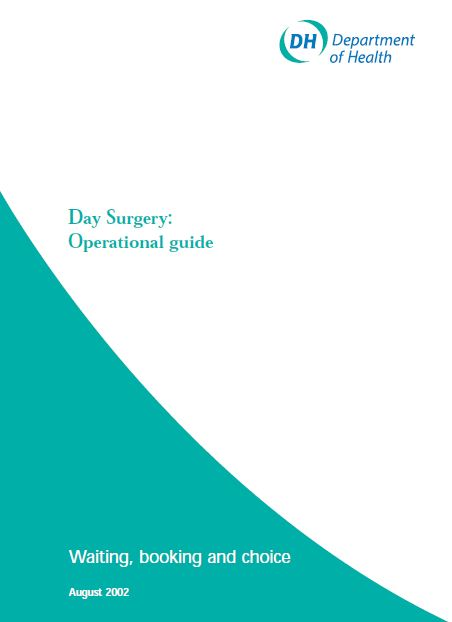 DH Department
of Health
Day Surgery:
Operational guide
Waiting, booking and choice
August 2002